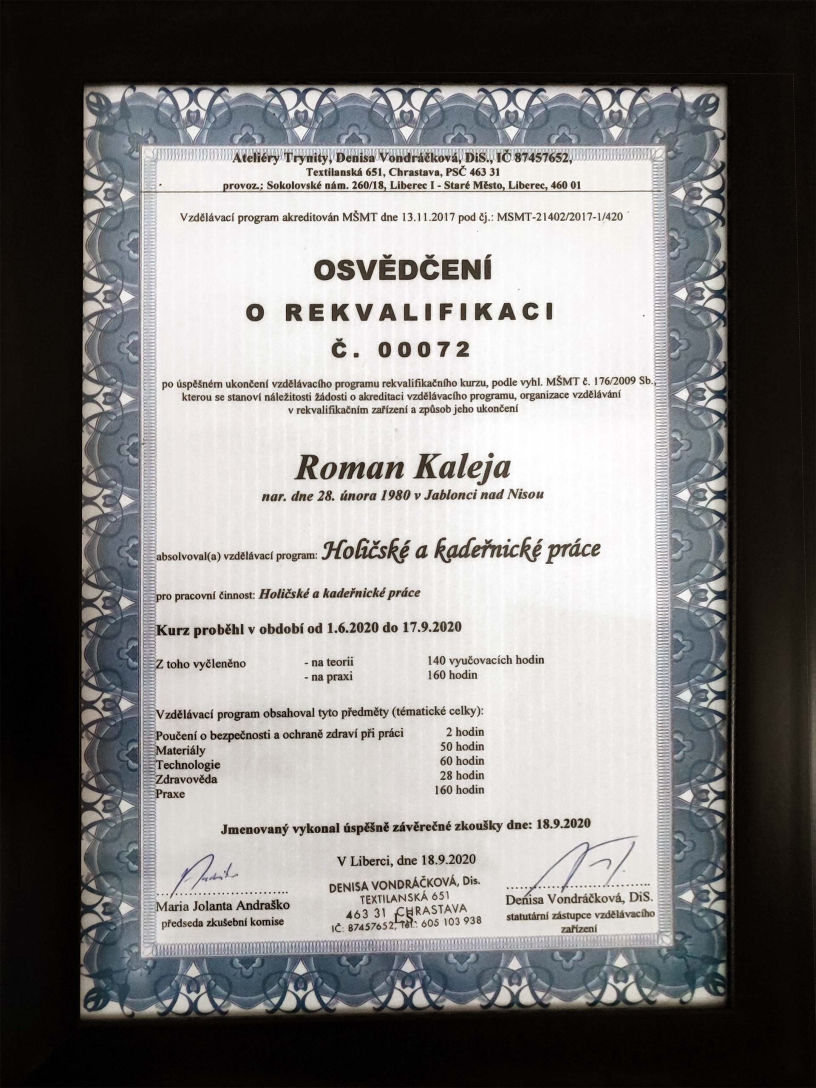 Ateliéry Trynity, Denisa Vondráčková, DiS., IČ 87457652,
Textilanská 651, Chrastava, PSČ 463 31
provoz.; Sokolovské nám. 260/18, Liberec I - Staré Město, Liberec, 460 01
Vzdělávací program akreditován MŠMT dne 13.11.2017 pod čj.: MSMT-21402/2017-1/420
OSVĚDČENÍ
O REKVALIFIKACI
Č. 00072
po úspěšném ukončení vzdělávacího programu rekvalifikačního kurzu, podle vyhl. MŠMT č. 176/2009 Sb.,
kterou se stanoví náležitosti žádosti o akreditaci vzdělávacího programu, organizace vzdělávání
v rekvalifikačním zařízení a způsob jeho ukončení
Roman Kaleja
nar. dne 28. února 1980 v Jablonci nad Nisou
absolvoval(a) vzdělávací program: Holičské a kadeřnické práce
pro pracovní činnost: Holičské a kadeřnické práce
Kurz proběhl v období od 1.6.2020 do 17.9.2020
Z toho vyčleněno - na teorii 140 vyučovacích hodin
- na praxi 160 hodin
Vzdělávací program obsahoval tyto předměty (tématické celky):
Poučení o bezpečnosti a ochraně zdraví při práci 2 hodin
Materiály 50 hodin
Technologie 60 hodin
Zdravověda 28 hodin
Praxe 160 hodin
Jmenovaný vykonal úspěšně závěrečné zkoušky dne: 18.9.2020
V Liberci, dne 18.9.2020
Maria Jolanta Andraško
předseda zkušební komise
DENISA VONDRÁČKOVÁ, Dis.
TEXTILANSKÁ 651
463 31 CHRASTAVA
L.S.
IČ: 87457652, Tel.: 605 103 938
Denisa Vondráčková, DiS.
statutární zástupce vzdělávacího
zařízení